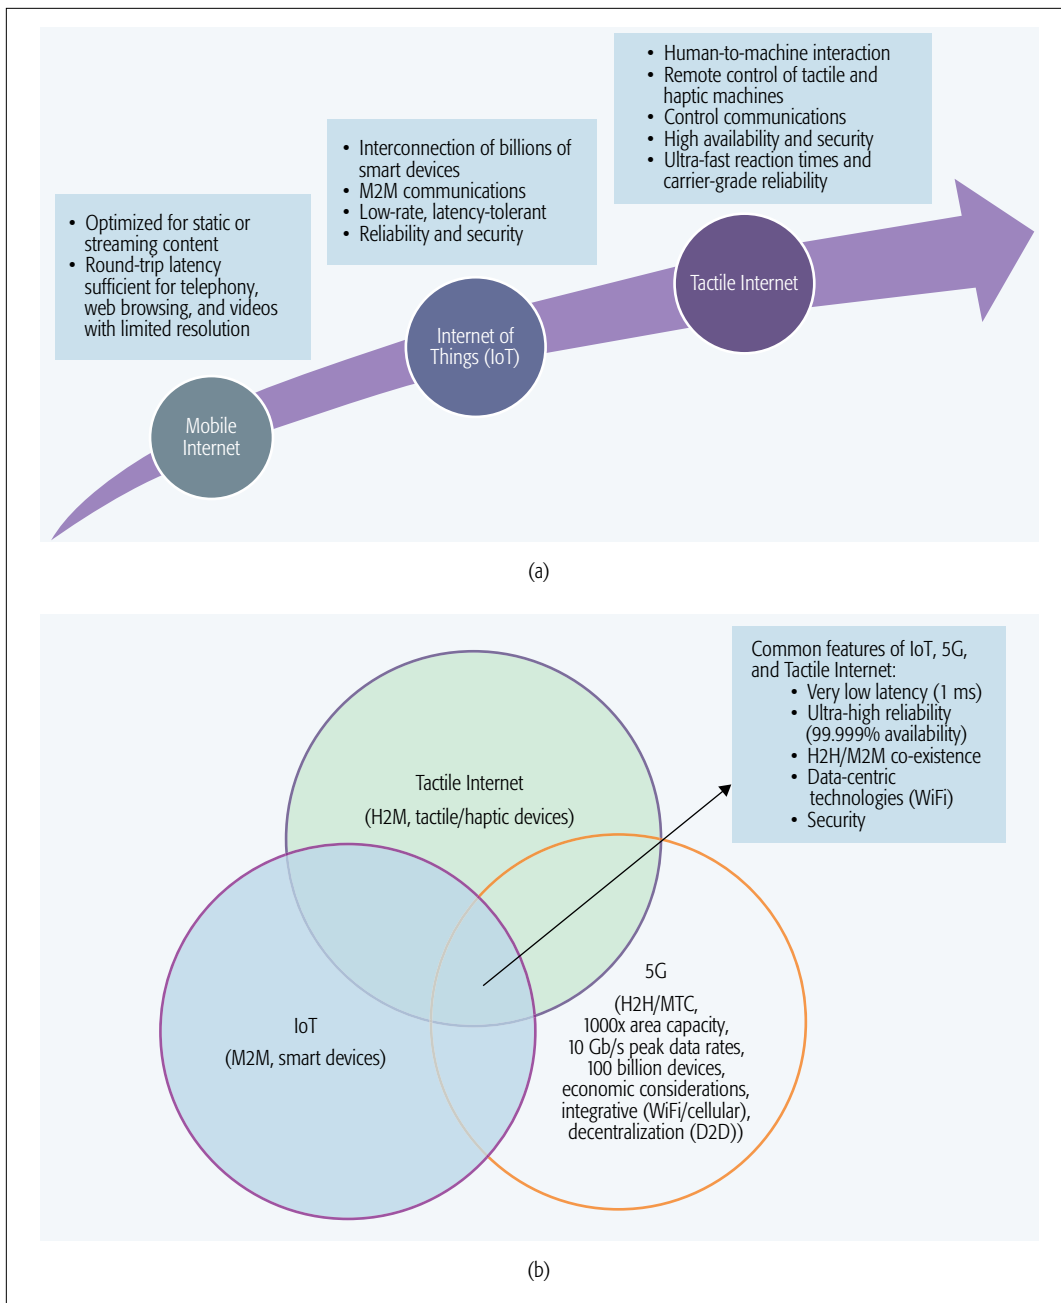 • Human-to-machine interaction
• Remote control of tactile and
haptic machines
• Control communications
• High availability and security
• Ultra-fast reaction times and
carrier-grade reliability
• Interconnection of billions of
smart devices
• M2M communications
• Low-rate, latency-tolerant
• Reliability and security
• Optimized for static or
streaming content
• Round-trip latency
sufficient for telephony,
web browsing, and videos
with limited resolution
Tactile Internet
Internet of
Things (IoT)
Mobile
Internet
(a)
Common features of IoT, 5G,
and Tactile Internet:
• Very low latency (1 ms)
• Ultra-high reliability
(99.999% availability)
• H2H/M2M co-existence
• Data-centric
technologies (WiFi)
• Security
Tactile Internet
(H2M, tactile/haptic devices)
5G
(H2H/MTC,
1000x area capacity,
10 Gb/s peak data rates,
100 billion devices,
economic considerations,
integrative (WiFi/cellular),
decentralization (D2D))
IoT
(M2M, smart devices)
(b)